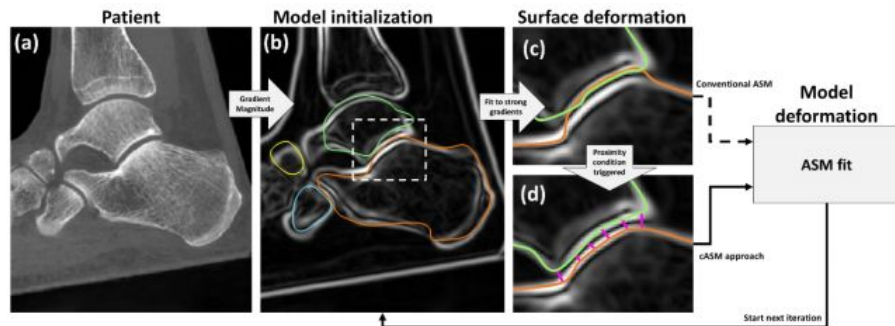 Patient
Model initialization
Surface deformation
(a)
(b)
(c)
Gradient
Magnitude
Fit to strong
gradients
Conventional ASM
Model
deformation
Proximity
condition
triggered
ASM fit
(d)
cASM approach
Start next iteration